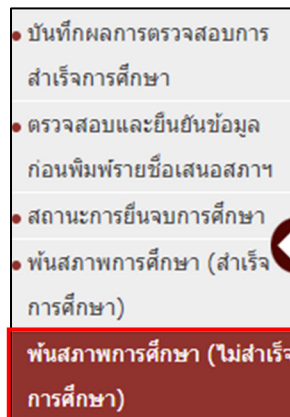 บันทึกผลการตรวจสอบการ
สำเร็จการศึกษา
ตรวจสอบและยืนยันข้อมูล
ก่อนพิมพ์รายชื่อเสนอสภาฯ
สถานะการยื่นจบการศึกษา
พ้นสภาพการศึกษา (สำเร็จ
การศึกษา)
พ้นสภาพการศึกษา (ไม่สำเร็จ
การศึกษา)